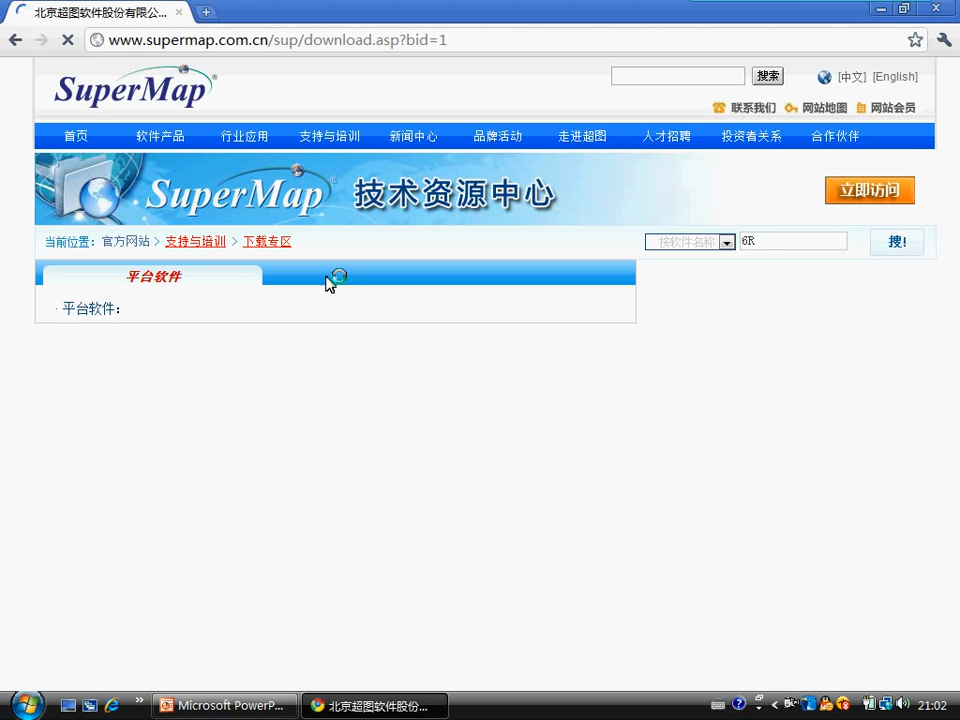 北京超图软件股份有限公...
www.supermap.com.cn/sup/download.asp?bid=1
SuperMap
搜索
[中文] [English]
联系我们 网站地图 网站会员
首页 软件产品 行业应用 支持与培训 新闻中心 品牌活动 走进超图 人才招聘 投资者关系 合作伙伴
SuperMap 技术资源中心
立即访问
当前位置：官方网站 > 支持与培训 > 下载专区
按软件名称 6R 搜!
平台软件
· 平台软件：
Microsoft PowerP...
北京超图软件股份...
21:02